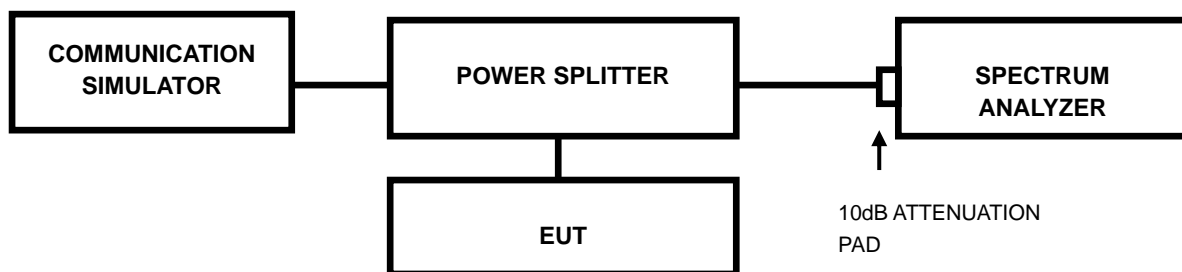 COMMUNICATION
SIMULATOR
POWER SPLITTER
SPECTRUM
ANALYZER
EUT
10dB ATTENUATION
PAD